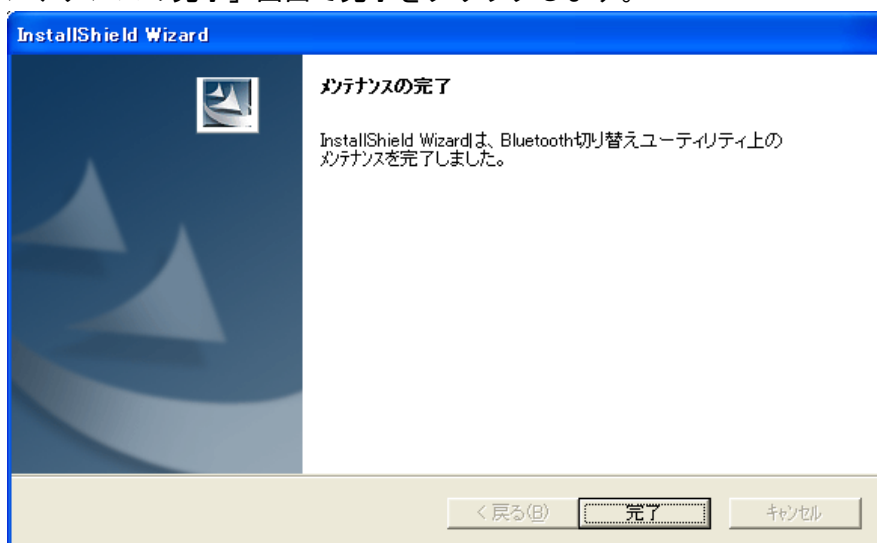 InstallShield Wizard
メンテナンスの完了
InstallShield Wizardは、Bluetooth切り替えユーティリティ上の
メンテナンスを完了しました。
< 戻る(B)
完了
キャンセル